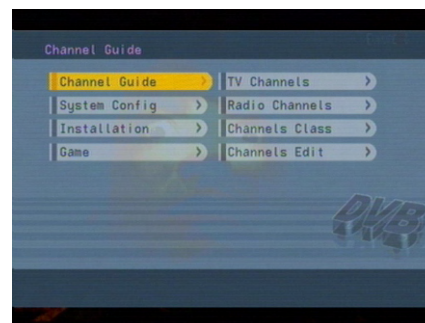 Channel Guide
Channel Guide
System Config
Installation
Game
TV Channels
Radio Channels
Channels Class
Channels Edit
DVB